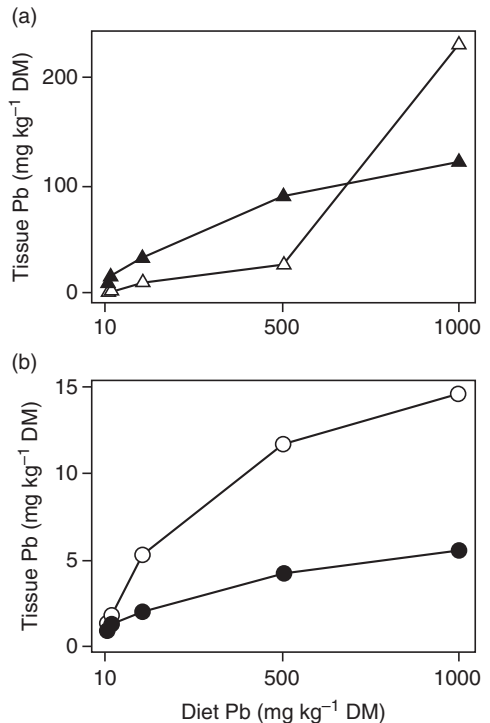 (a)
200
100
0
Tissue Pb (mg kg⁻¹ DM)
10
500
1000
(b)
15
10
5
0
Tissue Pb (mg kg⁻¹ DM)
10
500
1000
Diet Pb (mg kg⁻¹ DM)